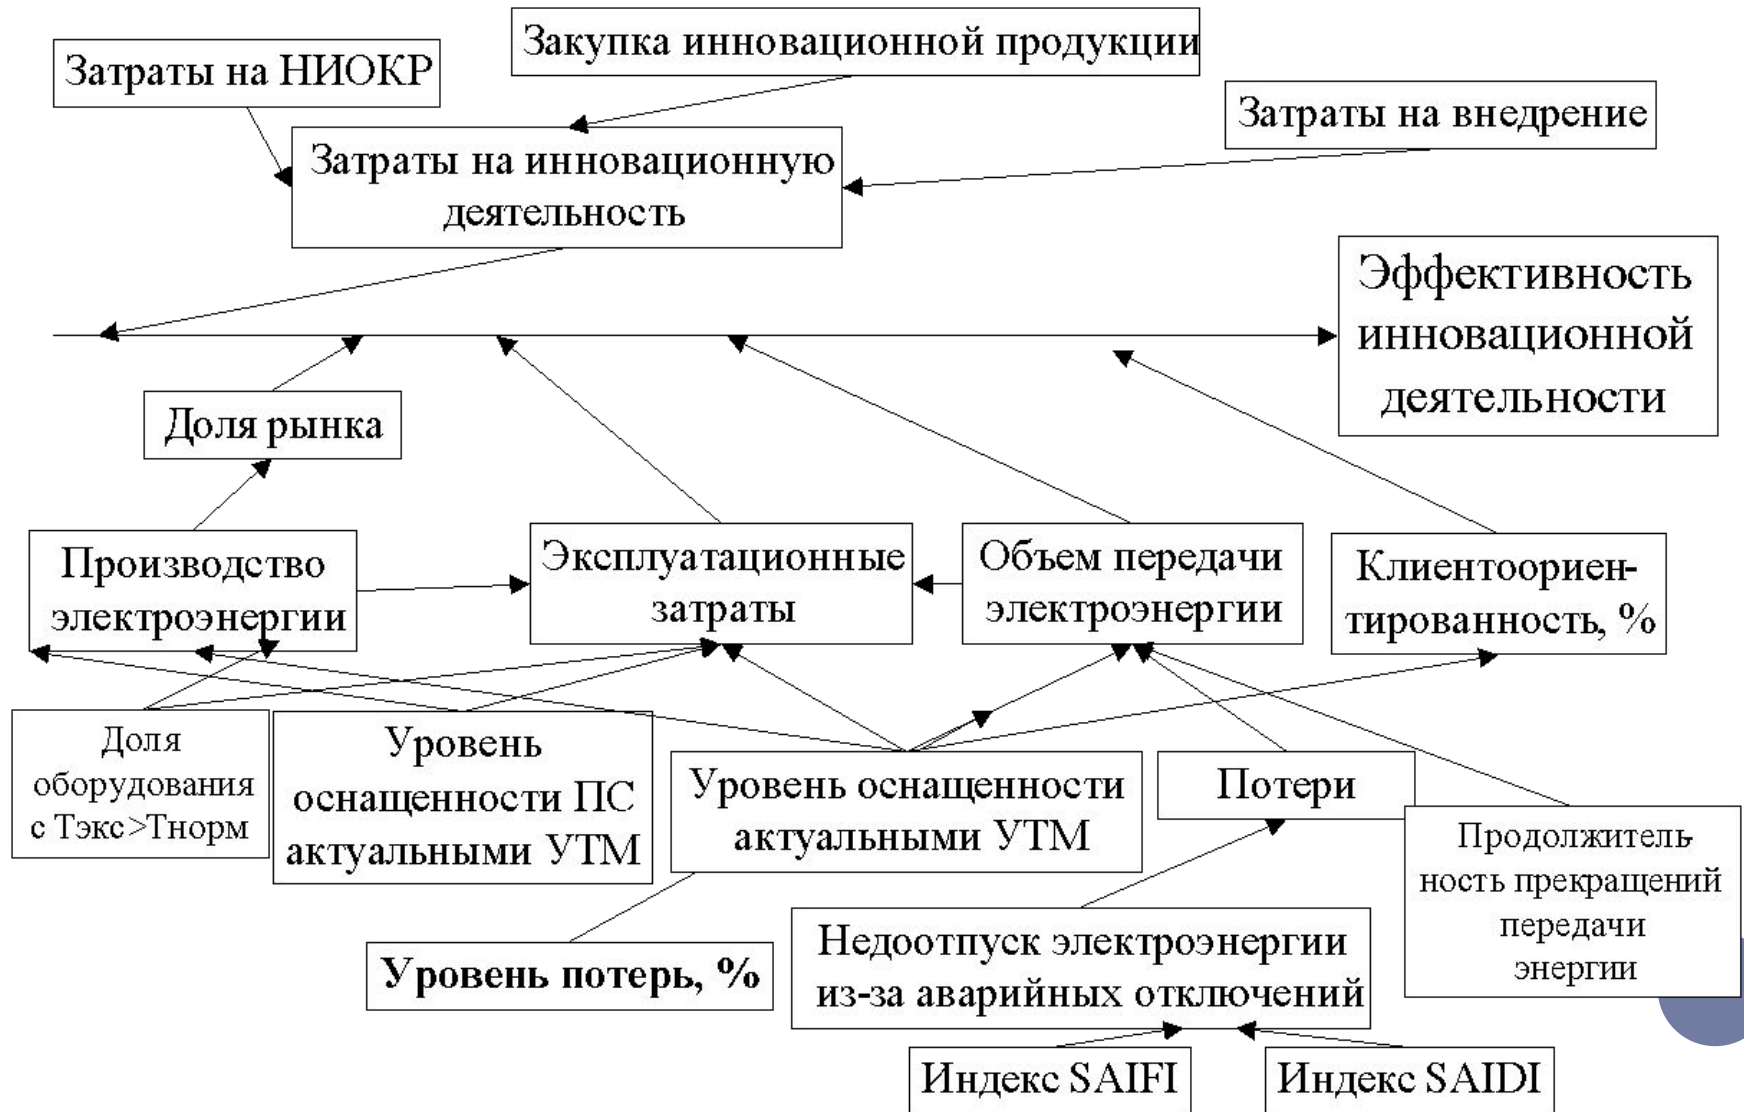 Закупка инновационной продукции
Затраты на НИОКР
Затраты на внедрение
Затраты на инновационную
деятельность
Эффективность
инновационной
деятельности
Доля рынка
Производство
электроэнергии
Эксплуатационные
затраты
Объем передачи
электроэнергии
Клиентоориен-
тированность, %
Доля
оборудования
с Тэкс>Тнорм
Уровень
оснащенности ПС
актуальными УТМ
Уровень оснащенности
актуальными УТМ
Потери
Продолжитель-
ность прекращений
передачи
энергии
Уровень потерь, %
Недоотпуск электроэнергии
из-за аварийных отключений
Индекс SAIFI
Индекс SAIDI